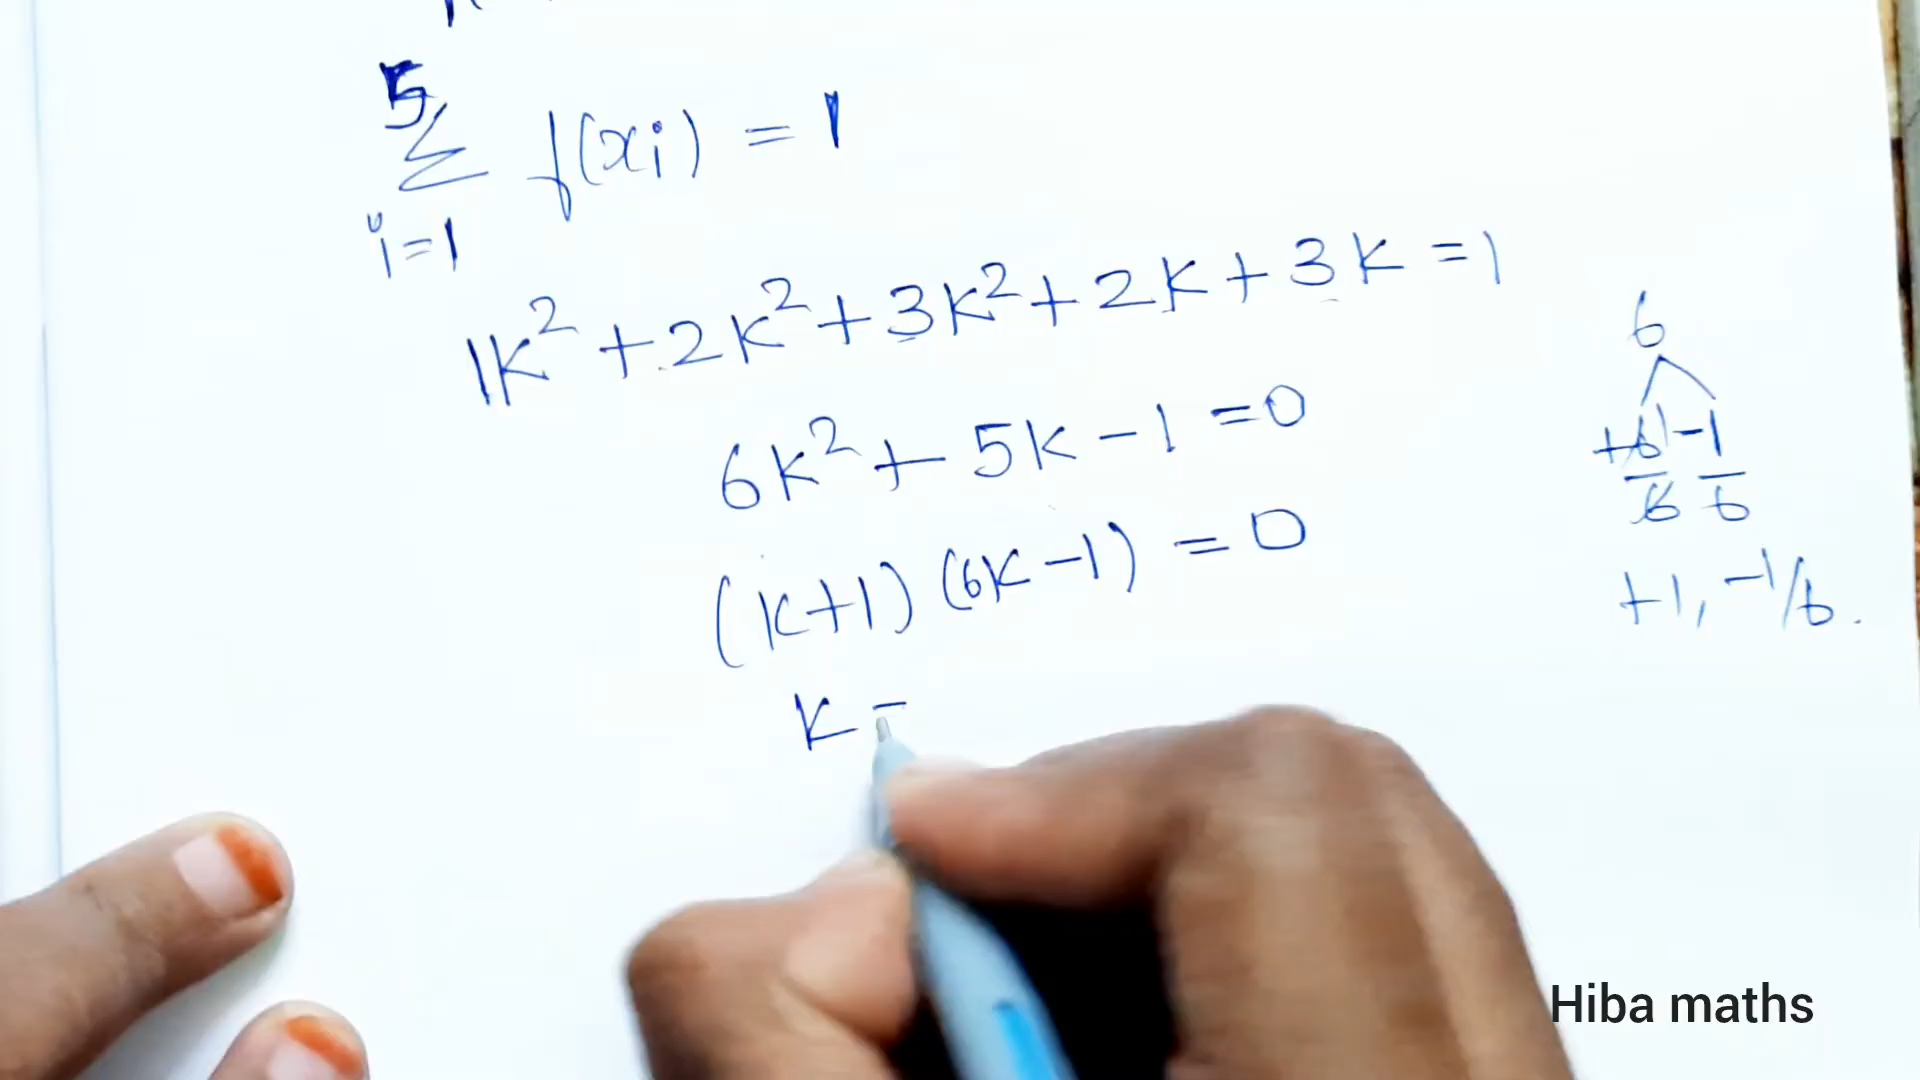 5
Σ f(xi) = 1
i=1
1k² + 2k² + 3k² + 2k + 3k = 1
6k² + 5k - 1 = 0
(k+1) (6k-1) = 0
k
6
+6 -1
6 6
+1, -1/6.
Hiba maths